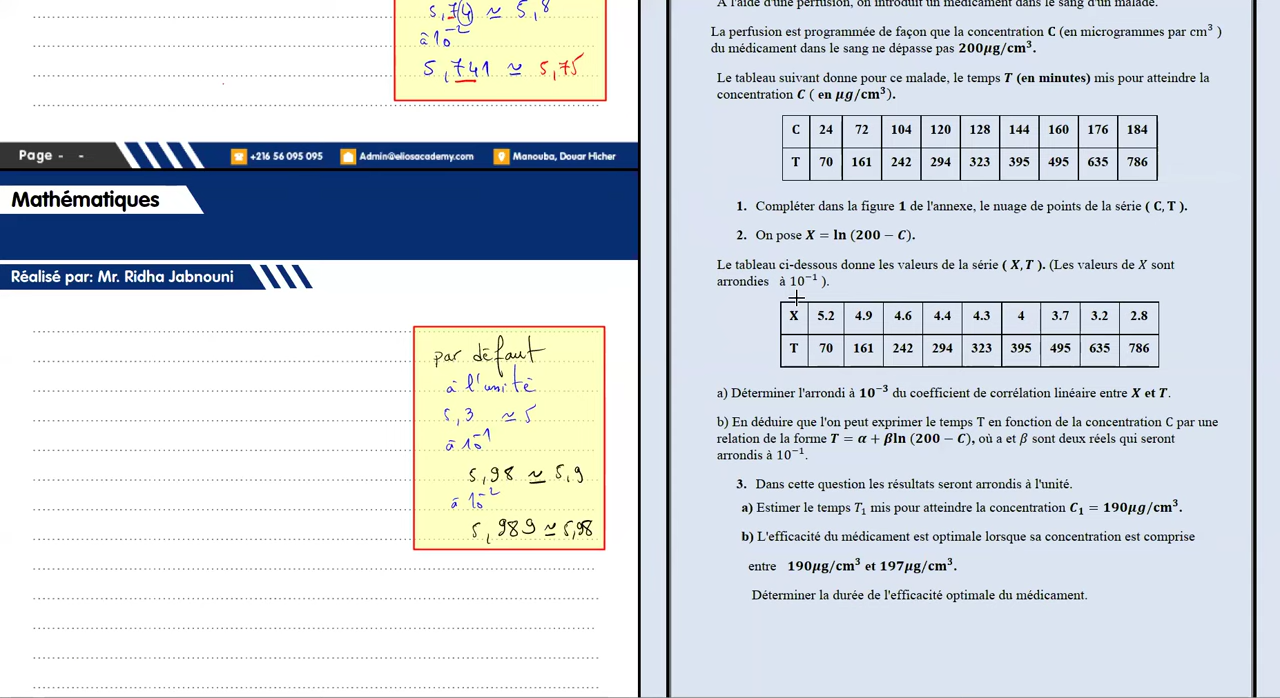 5,74 ≃ 5,8
à 10⁻²
5,741 ≃ 5,75
Page - -
+216 56 095 095
Admin@eliosacademy.com
Manouba, Douar Hicher
Mathématiques
Réalisé par: Mr. Ridha Jabnouni
par défaut
à l'unité
5,3 ≃ 5
à 10⁻¹
5,98 ≃ 5,9
à 10⁻²
5,989 ≃ 5,98
A l'aide d'une perfusion, on introduit un médicament dans le sang d'un malade.
La perfusion est programmée de façon que la concentration C (en microgrammes par cm³ )
du médicament dans le sang ne dépasse pas 200μg/cm³.
Le tableau suivant donne pour ce malade, le temps T (en minutes) mis pour atteindre la
concentration C ( en μg/cm³).
C 24 72 104 120 128 144 160 176 184
T 70 161 242 294 323 395 495 635 786
1. Compléter dans la figure 1 de l'annexe, le nuage de points de la série ( C, T ).
2. On pose X = ln (200 − C).
Le tableau ci-dessous donne les valeurs de la série ( X, T ). (Les valeurs de X sont
arrondies à 10⁻¹ ).
X 5.2 4.9 4.6 4.4 4.3 4 3.7 3.2 2.8
T 70 161 242 294 323 395 495 635 786
a) Déterminer l'arrondi à 10⁻³ du coefficient de corrélation linéaire entre X et T.
b) En déduire que l'on peut exprimer le temps T en fonction de la concentration C par une
relation de la forme T = α + βln (200 − C), où a et β sont deux réels qui seront
arrondis à 10⁻¹.
3. Dans cette question les résultats seront arrondis à l'unité.
a) Estimer le temps T₁ mis pour atteindre la concentration C₁ = 190μg/cm³.
b) L'efficacité du médicament est optimale lorsque sa concentration est comprise
entre 190μg/cm³ et 197μg/cm³.
Déterminer la durée de l'efficacité optimale du médicament.